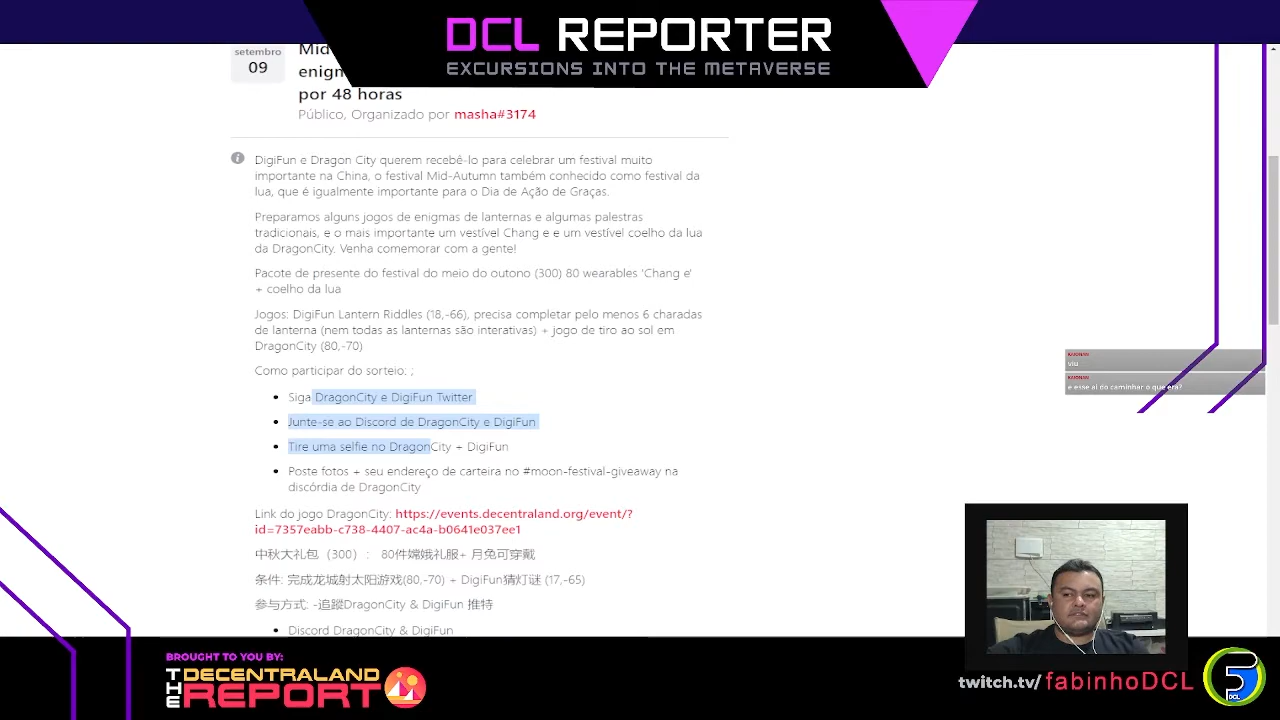 DCL REPORTER
EXCURSIONS INTO THE METAVERSE
setembro
09
Mid
enigm
por 48 horas
Público, Organizado por masha#3174
DigiFun e Dragon City querem recebê-lo para celebrar um festival muito
importante na China, o festival Mid-Autumn também conhecido como festival da
lua, que é igualmente importante para o Dia de Ação de Graças.
Preparamos alguns jogos de enigmas de lanternas e algumas palestras
tradicionais, e o mais importante um vestível Chang e e um vestível coelho da lua
da DragonCity. Venha comemorar com a gente!
Pacote de presente do festival do meio do outono (300) 80 wearables 'Chang e'
+ coelho da lua
Jogos: DigiFun Lantern Riddles (18,-66), precisa completar pelo menos 6 charadas
de lanterna (nem todas as lanternas são interativas) + jogo de tiro ao sol em
DragonCity (80,-70)
Como participar do sorteio: ;
Siga DragonCity e DigiFun Twitter
Junte-se ao Discord de DragonCity e DigiFun
Tire uma selfie no DragonCity + DigiFun
Poste fotos + seu endereço de carteira no #moon-festival-giveaway na
discórdia de DragonCity
Link do jogo DragonCity: https://events.decentraland.org/event/?
id=7357eabb-c738-4407-ac4a-b0641e037ee1
中秋大礼包（300）： 80件嫦娥礼服+ 月兔可穿戴
条件: 完成龙城射太阳游戏(80,-70) + DigiFun猜灯谜 (17,-65)
参与方式: -追蹤DragonCity & DigiFun 推特
Discord DragonCity & DigiFun
viu
e esse ai do caminhar o que era?
BROUGHT TO YOU BY:
THE DECENTRALAND REPORT
twitch.tv/fabinhoDCL
DCL